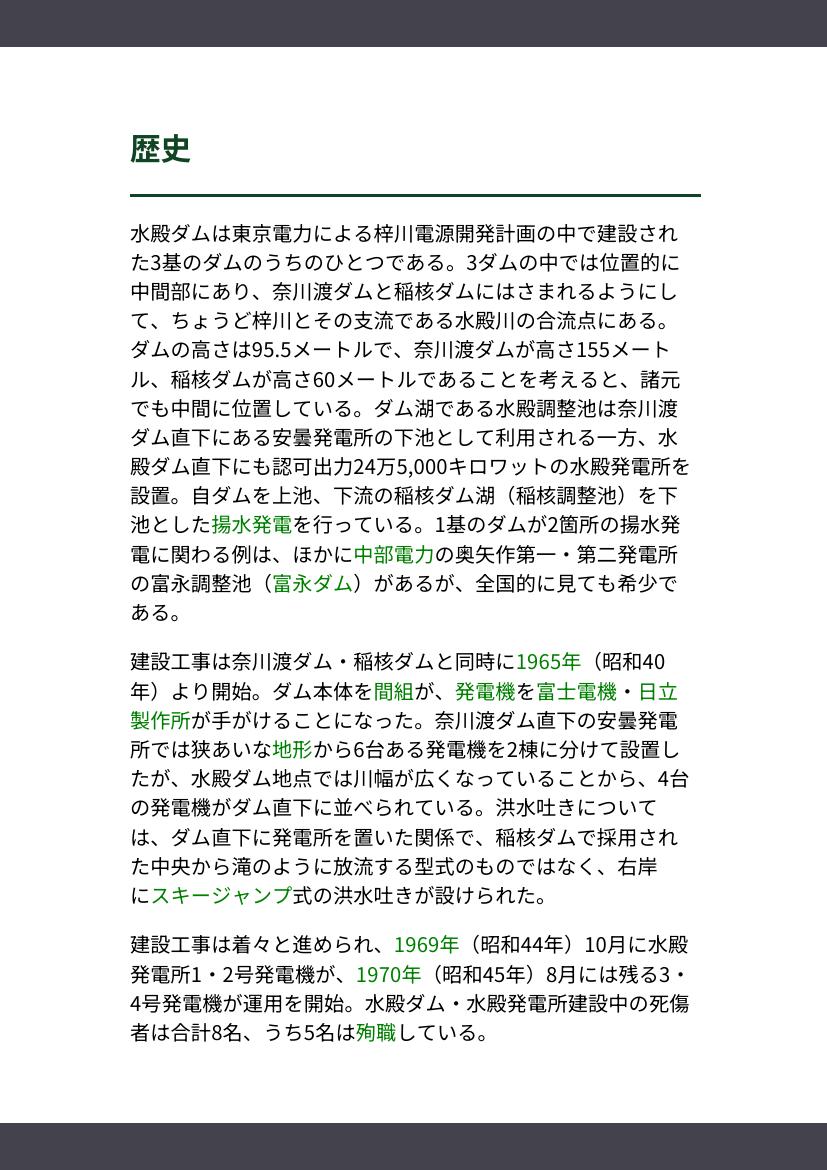 歴史
水殿ダムは東京電力による梓川電源開発計画の中で建設され
た3基のダムのうちのひとつである。3ダムの中では位置的に
中間部にあり、奈川渡ダムと稲核ダムにはさまれるようにし
て、ちょうど梓川とその支流である水殿川の合流点にある。
ダムの高さは95.5メートルで、奈川渡ダムが高さ155メート
ル、稲核ダムが高さ60メートルであることを考えると、諸元
でも中間に位置している。ダム湖である水殿調整池は奈川渡
ダム直下にある安曇発電所の下池として利用される一方、水
殿ダム直下にも認可出力24万5,000キロワットの水殿発電所を
設置。自ダムを上池、下流の稲核ダム湖（稲核調整池）を下
池とした揚水発電を行っている。1基のダムが2箇所の揚水発
電に関わる例は、ほかに中部電力の奥矢作第一・第二発電所
の富永調整池（富永ダム）があるが、全国的に見ても希少で
ある。
建設工事は奈川渡ダム・稲核ダムと同時に1965年（昭和40
年）より開始。ダム本体を間組が、発電機を富士電機・日立
製作所が手がけることになった。奈川渡ダム直下の安曇発電
所では狭あいな地形から6台ある発電機を2棟に分けて設置し
たが、水殿ダム地点では川幅が広くなっていることから、4台
の発電機がダム直下に並べられている。洪水吐きについて
は、ダム直下に発電所を置いた関係で、稲核ダムで採用され
た中央から滝のように放流する型式のものではなく、右岸
にスキージャンプ式の洪水吐きが設けられた。
建設工事は着々と進められ、1969年（昭和44年）10月に水殿
発電所1・2号発電機が、1970年（昭和45年）8月には残る3・
4号発電機が運用を開始。水殿ダム・水殿発電所建設中の死傷
者は合計8名、うち5名は殉職している。